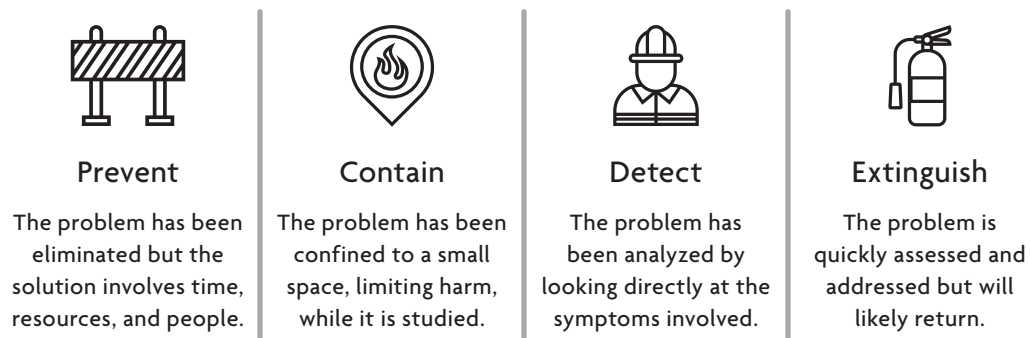 Prevent
The problem has been
eliminated but the
solution involves time,
resources, and people.
Contain
The problem has been
confined to a small
space, limiting harm,
while it is studied.
Detect
The problem has
been analyzed by
looking directly at the
symptoms involved.
Extinguish
The problem is
quickly assessed and
addressed but will
likely return.